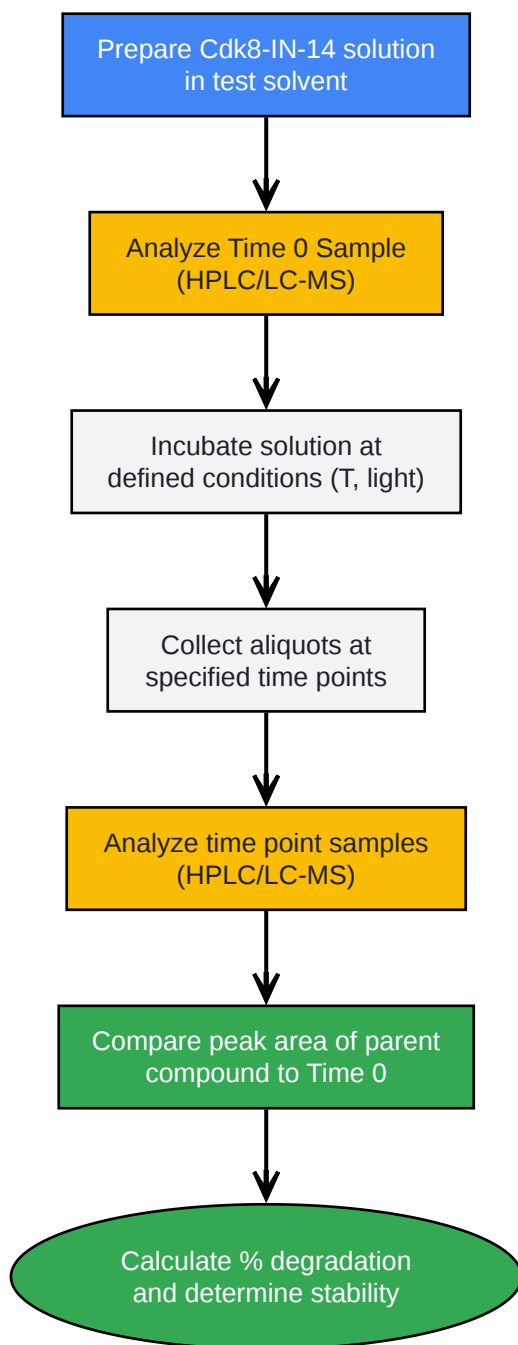 Prepare Cdk8-IN-14 solution
in test solvent
Analyze Time 0 Sample
(HPLC/LC-MS)
Incubate solution at
defined conditions (T, light)
Collect aliquots at
specified time points
Analyze time point samples
(HPLC/LC-MS)
Compare peak area of parent
compound to Time 0
Calculate % degradation
and determine stability